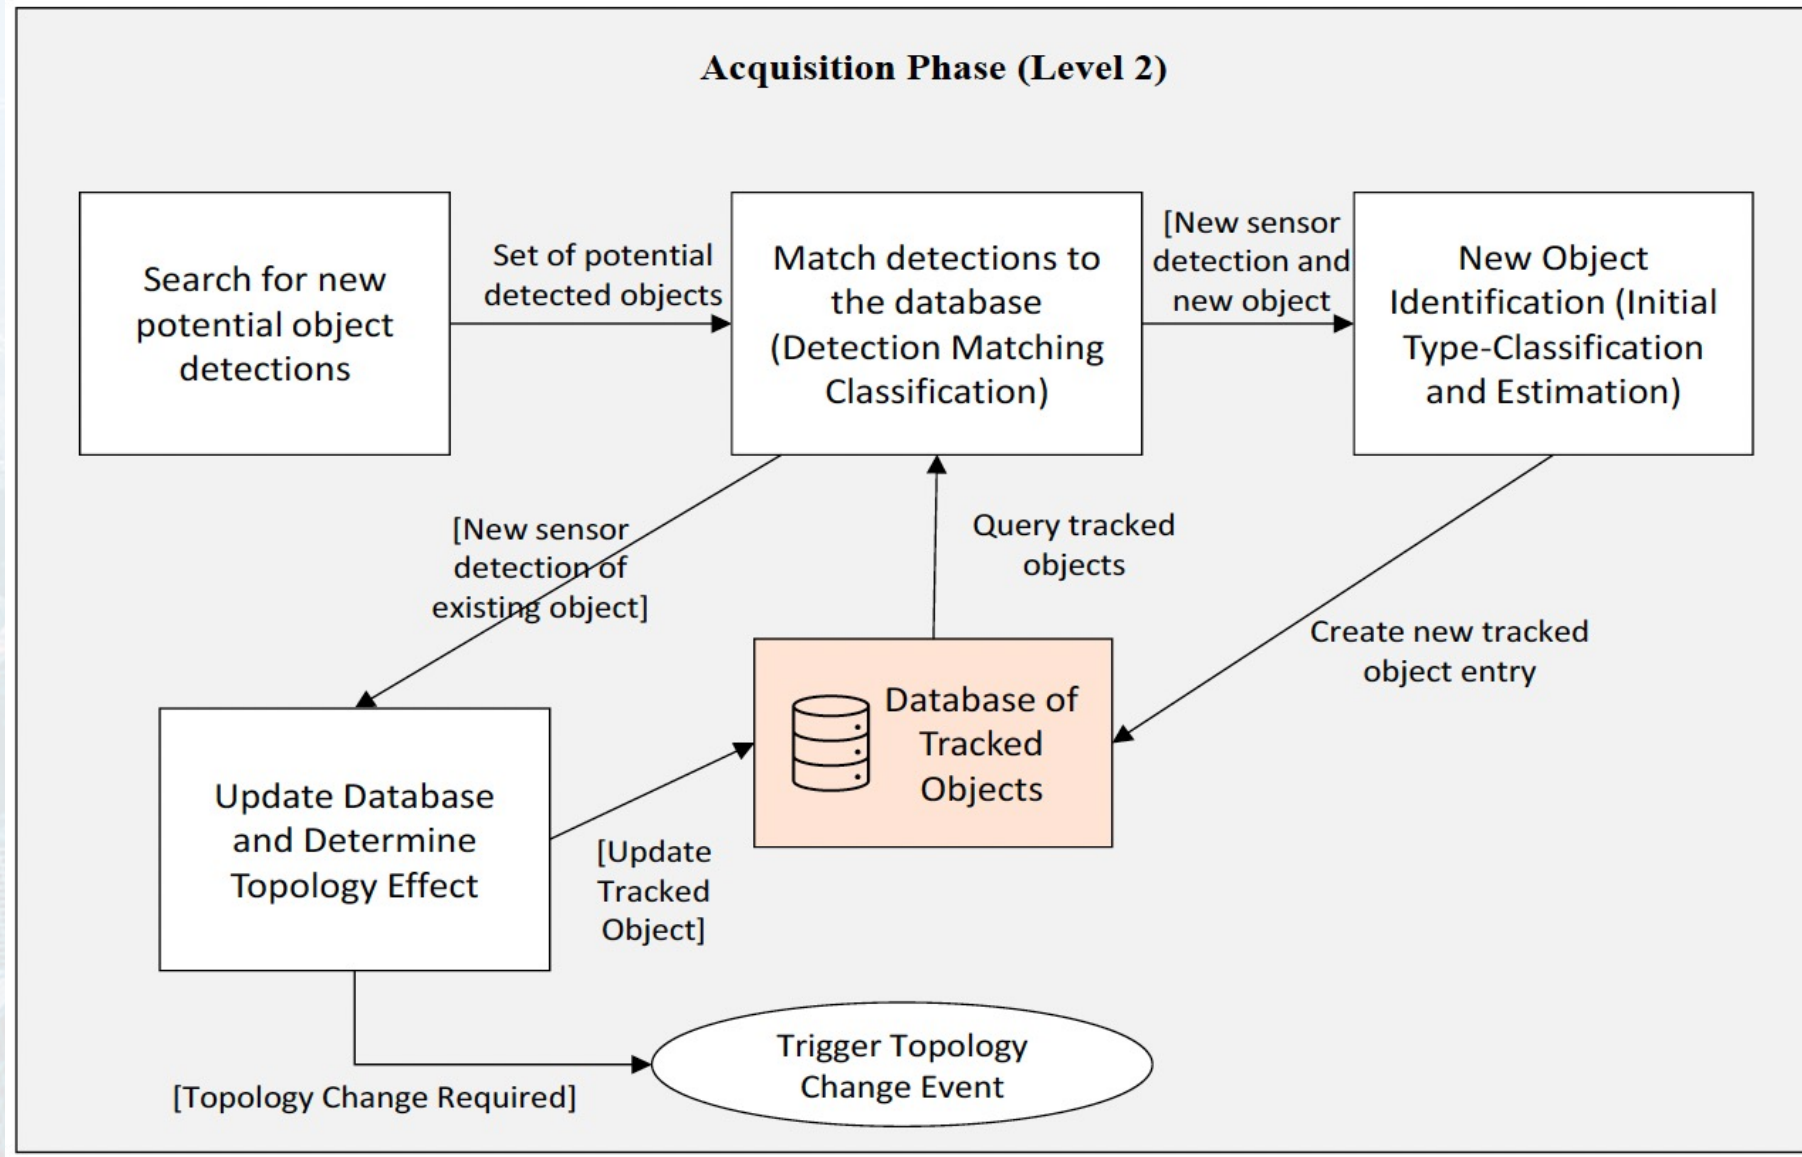 Acquisition Phase (Level 2)
Search for new
potential object
detections
Set of potential
detected objects
Match detections to
the database
(Detection Matching
Classification)
[New sensor
detection and
new object
New Object
Identification (Initial
Type-Classification
and Estimation)
[New sensor
detection of
existing object]
Query tracked
objects
Create new tracked
object entry
Database of
Tracked
Objects
Update Database
and Determine
Topology Effect
[Update
Tracked
Object]
Trigger Topology
Change Event
[Topology Change Required]